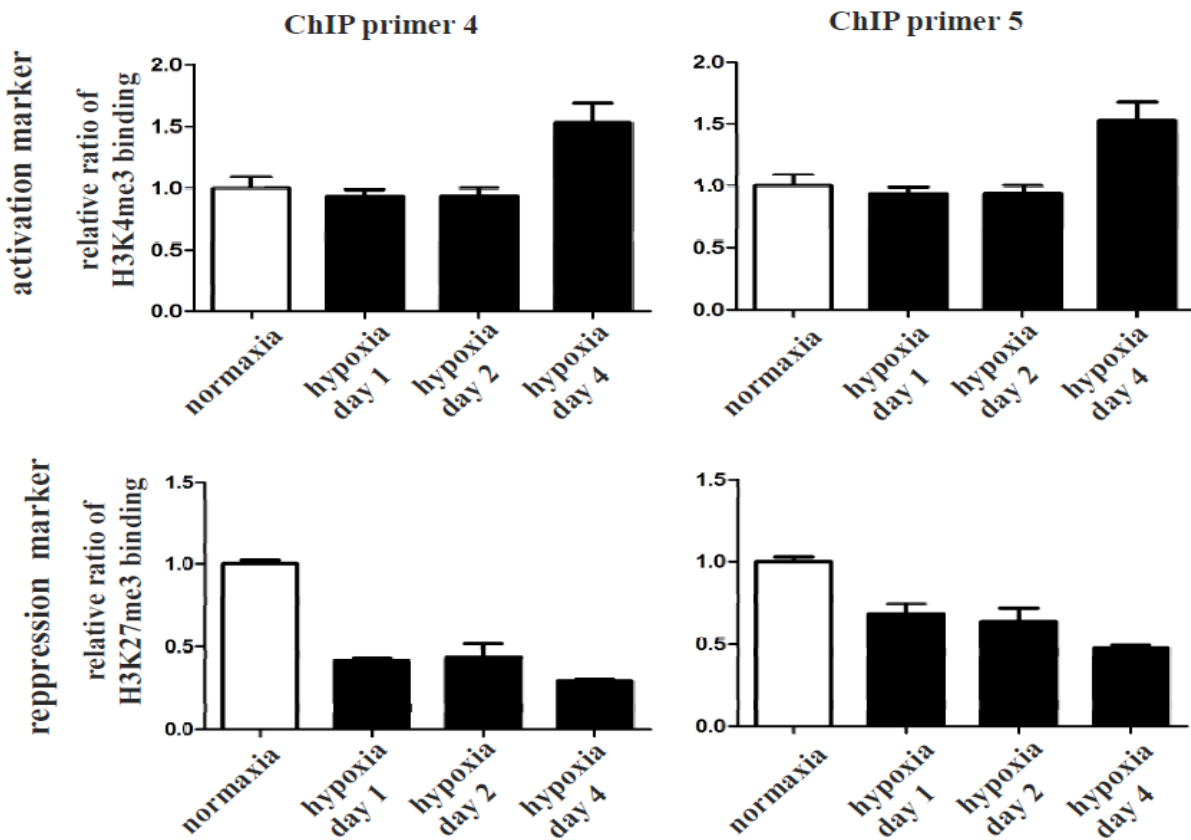 ChIP primer 4
ChIP primer 5
activation marker
relative ratio of
H3K4me3 binding
2.0
1.5
1.0
0.5
0.0
normaxia
hypoxia
day 1
hypoxia
day 2
hypoxia
day 4
2.0
1.5
1.0
0.5
0.0
normaxia
hypoxia
day 1
hypoxia
day 2
hypoxia
day 4
reppression marker
relative ratio of
H3K27me3 binding
1.5
1.0
0.5
0.0
normaxia
hypoxia
day 1
hypoxia
day 2
hypoxia
day 4
1.5
1.0
0.5
0.0
normaxia
hypoxia
day 1
hypoxia
day 2
hypoxia
day 4